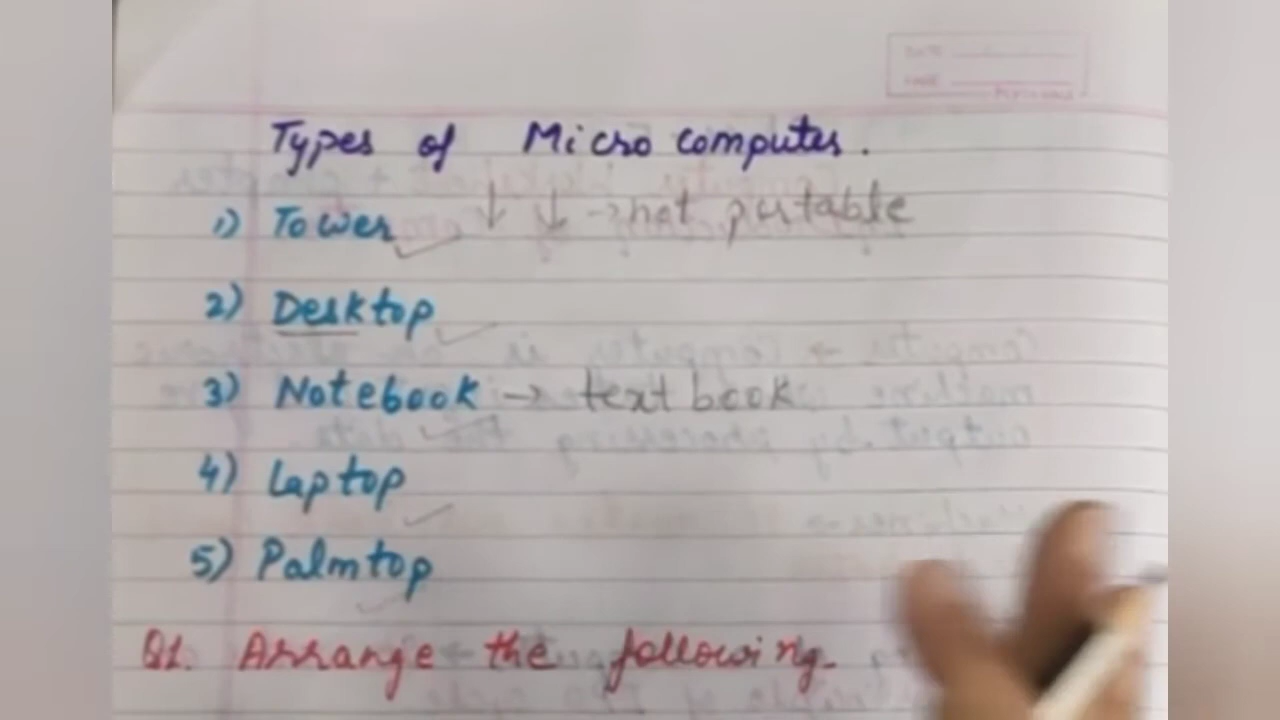 Types of Micro computer.
1) Tower → not portable
2) Desktop
3) Notebook → text book
4) Laptop
5) Palmtop
Q1. Arrange the following.